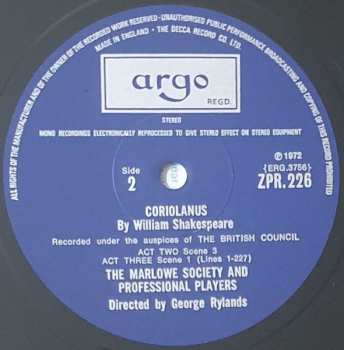 ALL RIGHTS OF THE MANUFACTURER AND OF THE OWNER OF THE RECORDED WORK RESERVED-UNAUTHORISED PUBLIC PERFORMANCE BROADCASTING AND COPYING OF THIS RECORD PROHIBITED
MADE IN ENGLAND. · THE DECCA RECORD CO. LTD.
argo
REGD.
STEREO
MONO RECORDINGS ELECTRONICALLY REPROCESSED TO GIVE STEREO EFFECT ON STEREO EQUIPMENT
Side
2
℗ 1972
(ERG.3756)
ZPR.226
CORIOLANUS
By William Shakespeare
Recorded under the auspices of THE BRITISH COUNCIL
ACT TWO Scene 3
ACT THREE Scene 1 (Lines 1-227)
THE MARLOWE SOCIETY AND
PROFESSIONAL PLAYERS
Directed by George Rylands